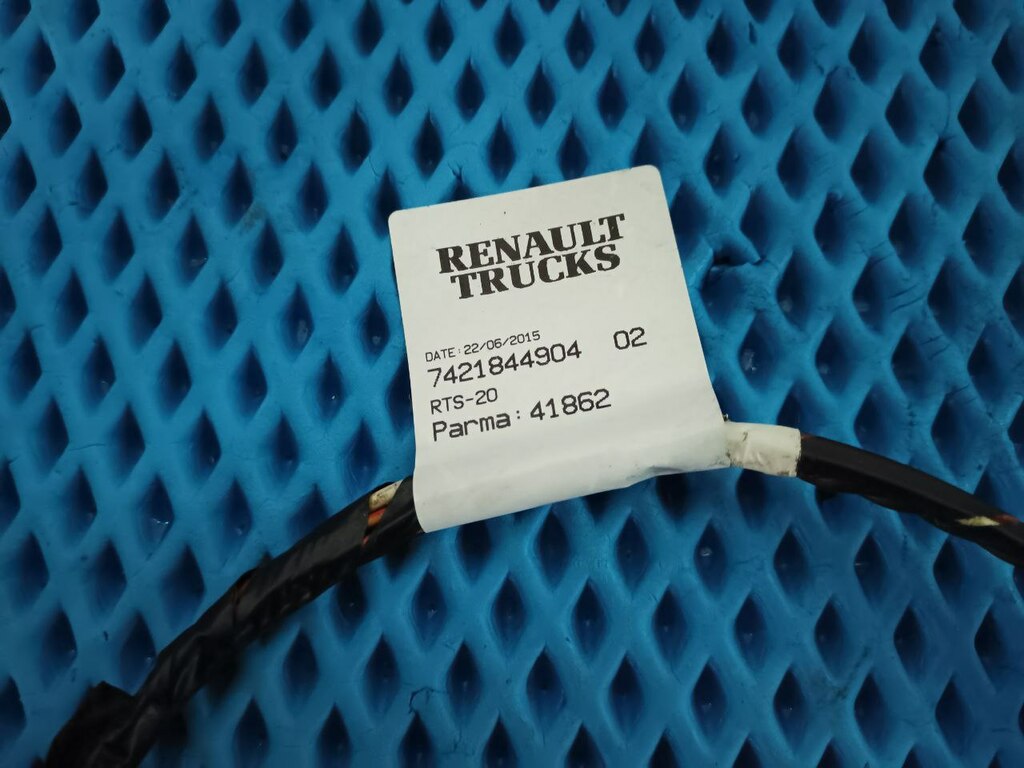 RENAULT
TRUCKS
DATE:22/06/2015
7421844904 02
RTS-20
Parma: 41862